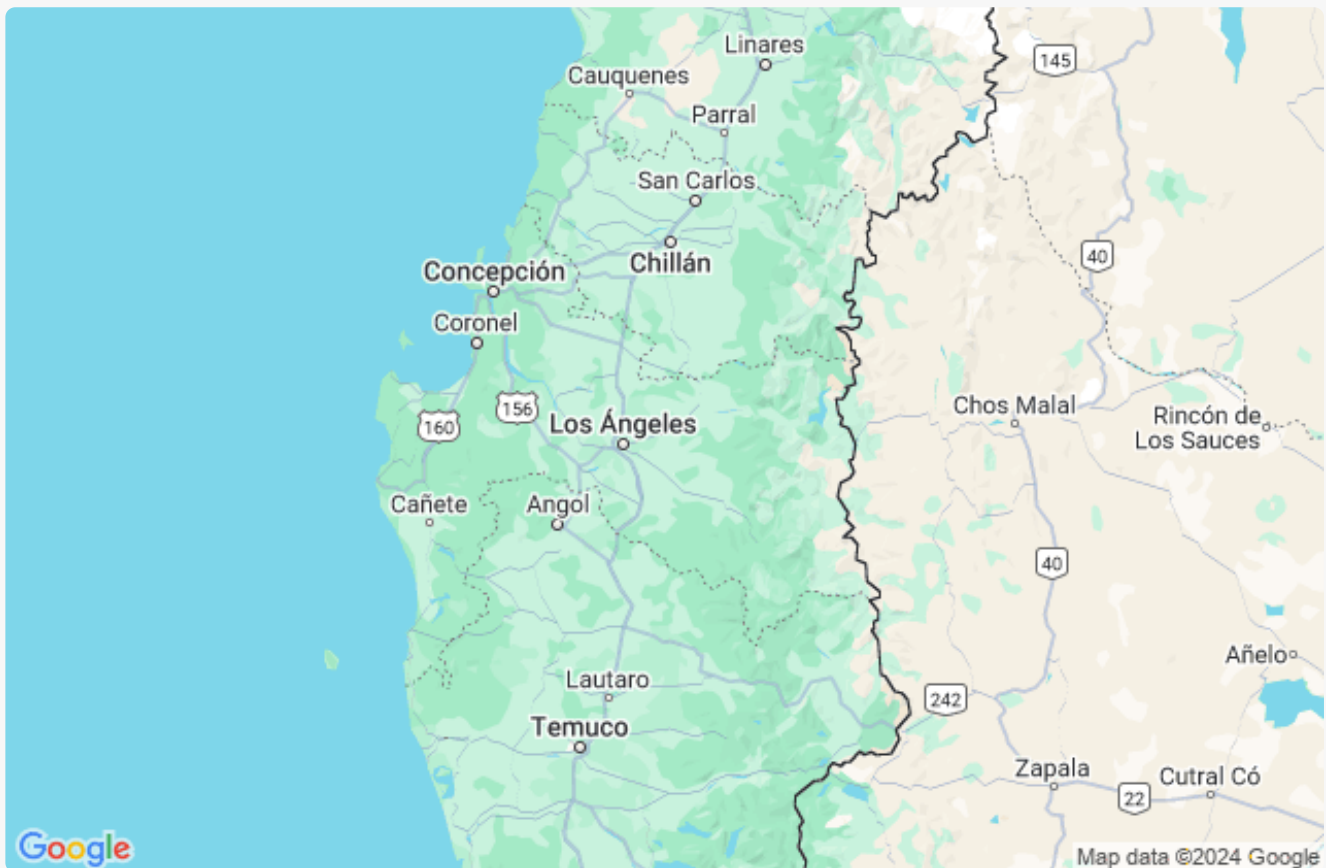 Linares
145
Cauquenes
Parral
San Carlos
Chillán
40
Concepción
Coronel
156
160
Chos Malal
Rincón de
Los Sauces
Los Ángeles
Cañete
Angol
40
Añelo
Lautaro
242
Temuco
Zapala
Cutral Có
22
Google
Map data ©2024 Google